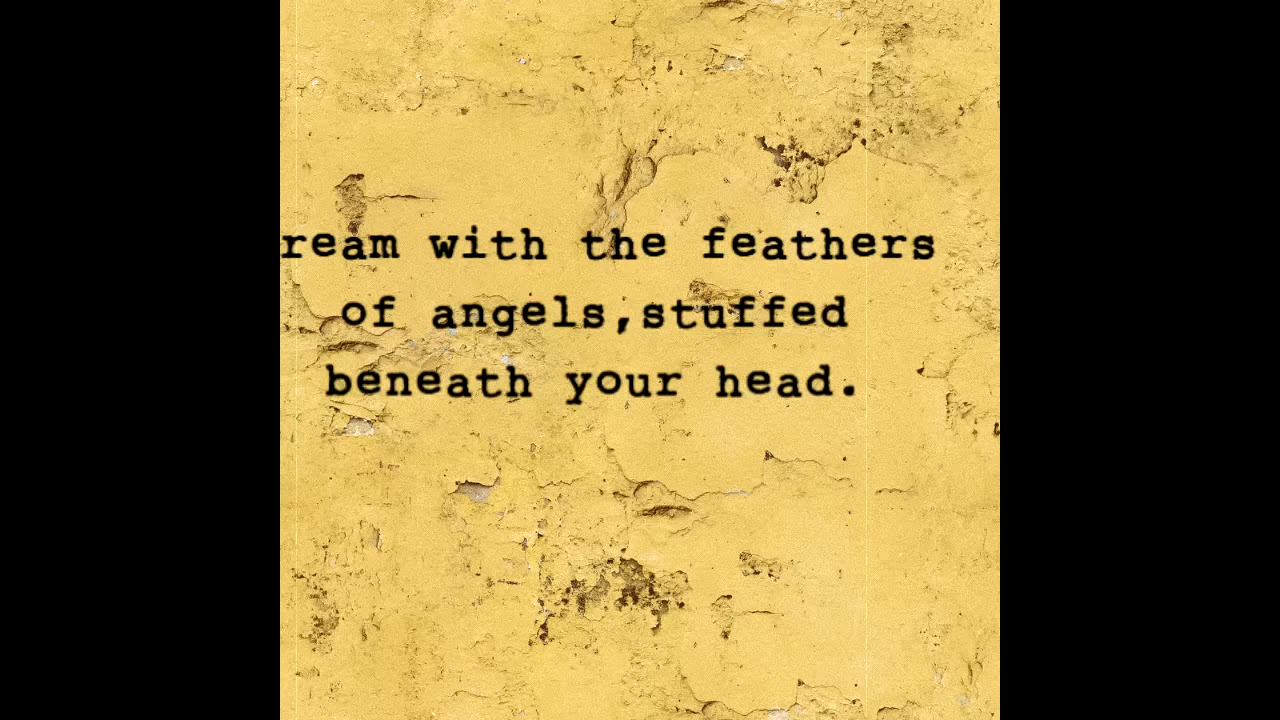 ream with the feathers
of angels,stuffed
beneath your head.